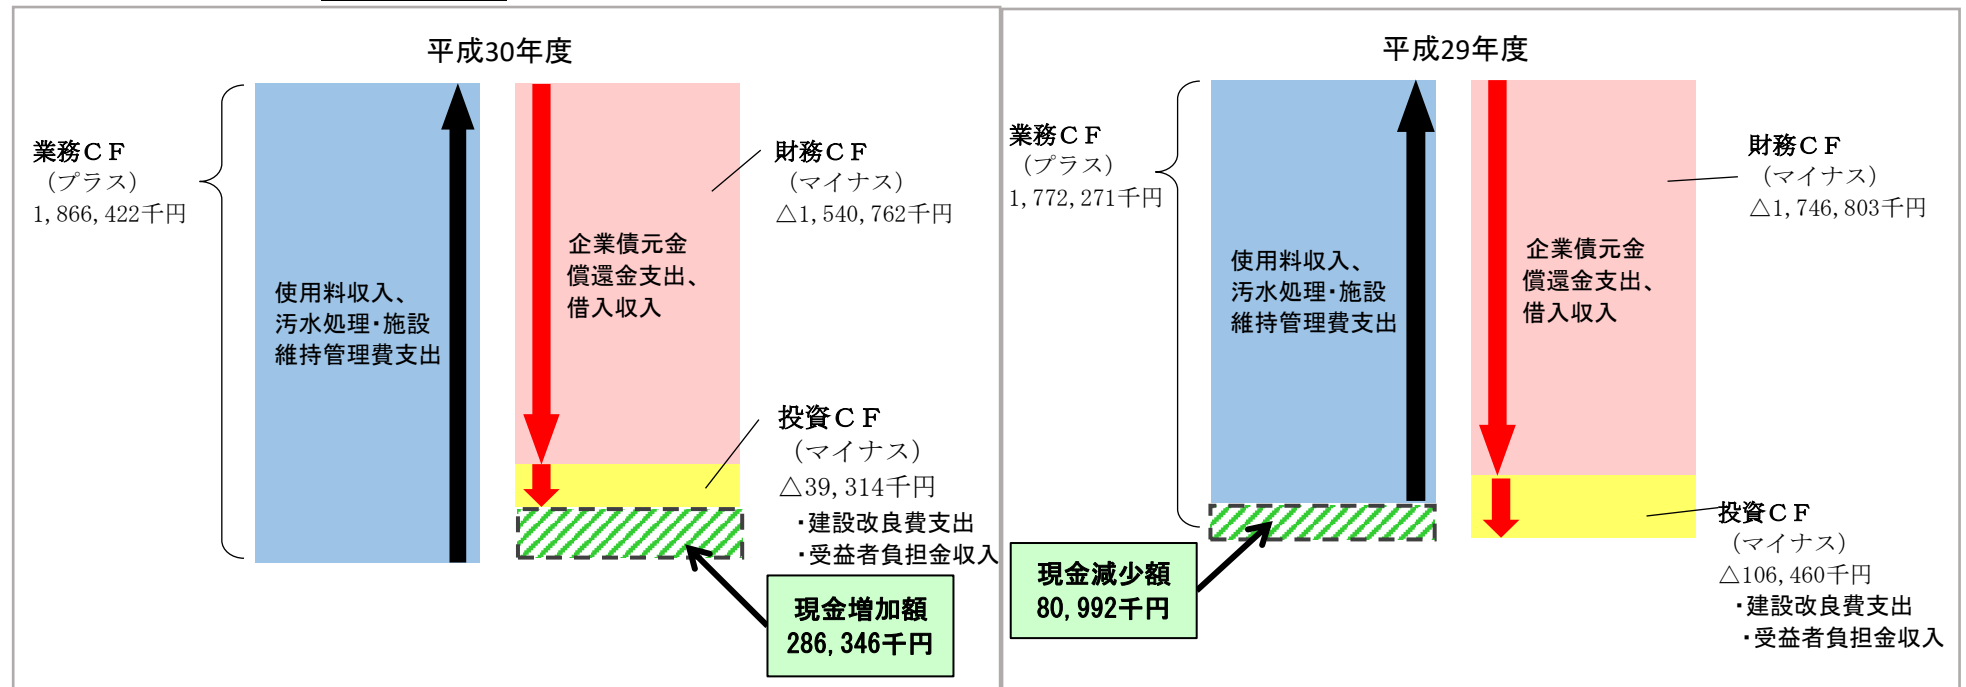 平成30年度
業務ＣＦ
（プラス）
1,866,422千円
使用料収入、
汚水処理・施設
維持管理費支出
企業債元金
償還金支出、
借入収入
財務ＣＦ
（マイナス）
△1,540,762千円
投資ＣＦ
（マイナス）
△39,314千円
・建設改良費支出
・受益者負担金収入
現金増加額
286,346千円
平成29年度
業務ＣＦ
（プラス）
1,772,271千円
使用料収入、
汚水処理・施設
維持管理費支出
企業債元金
償還金支出、
借入収入
財務ＣＦ
（マイナス）
△1,746,803千円
投資ＣＦ
（マイナス）
△106,460千円
・建設改良費支出
・受益者負担金収入
現金減少額
80,992千円